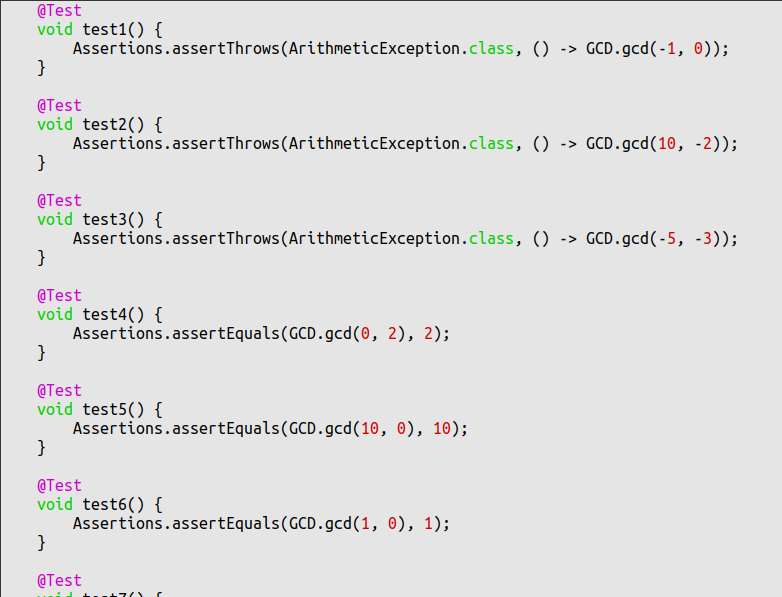 @Test
void test1() {
Assertions.assertThrows(ArithmeticException.class, () -> GCD.gcd(-1, 0));
}
@Test
void test2() {
Assertions.assertThrows(ArithmeticException.class, () -> GCD.gcd(10, -2));
}
@Test
void test3() {
Assertions.assertThrows(ArithmeticException.class, () -> GCD.gcd(-5, -3));
}
@Test
void test4() {
Assertions.assertEquals(GCD.gcd(0, 2), 2);
}
@Test
void test5() {
Assertions.assertEquals(GCD.gcd(10, 0), 10);
}
@Test
void test6() {
Assertions.assertEquals(GCD.gcd(1, 0), 1);
}
@Test
void test7() {